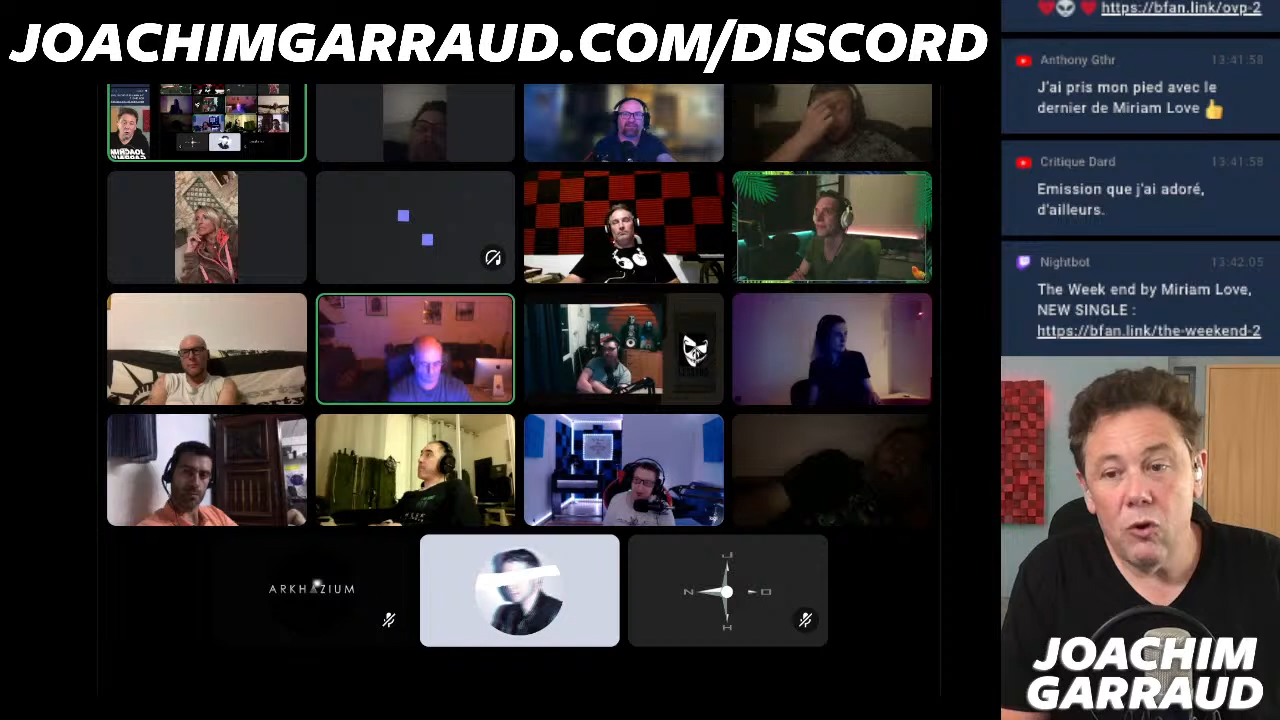 JOACHIMGARRAUD.COM/DISCORD
https://bfan.link/ovp-2
Anthony Gthr 13:41:58
J'ai pris mon pied avec le
dernier de Miriam Love 👍
Critique Dard 13:41:58
Emission que j'ai adoré,
d'ailleurs.
Nightbot 13:42:05
The Week end by Miriam Love,
NEW SINGLE :
https://bfan.link/the-weekend-2
ARKHAZIUM
J
N O
H
JOACHIM
GARRAUD